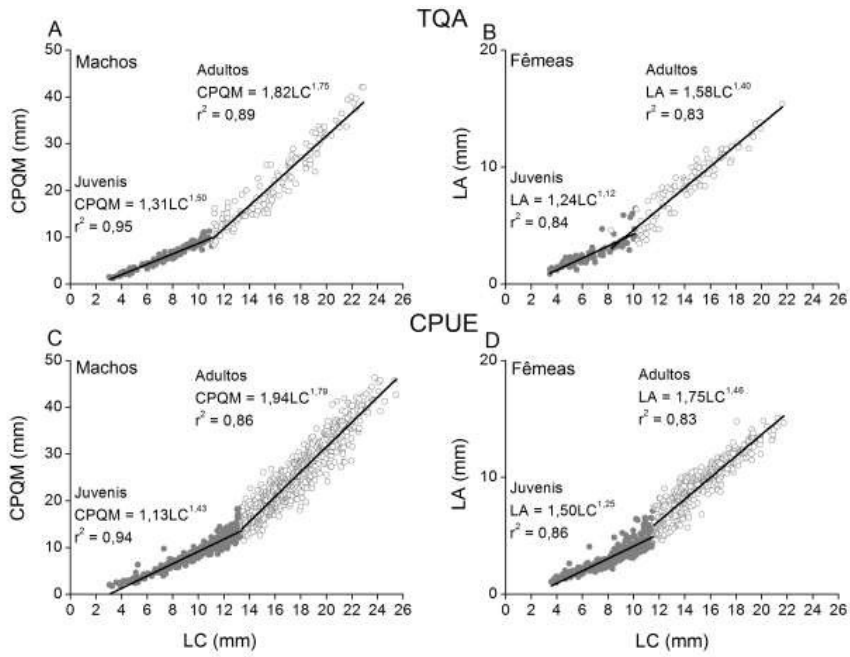 TQA
A
Machos
Adultos
CPQM = 1,82LC^1,75
r² = 0,89
Juvenis
CPQM = 1,31LC^1,50
r² = 0,95
CPQM (mm)
50
40
30
20
10
0
0 2 4 6 8 10 12 14 16 18 20 22 24 26
B
Fêmeas
Adultos
LA = 1,58LC^1,40
r² = 0,83
Juvenis
LA = 1,24LC^1,12
r² = 0,84
LA (mm)
20
10
0
0 2 4 6 8 10 12 14 16 18 20 22 24 26
CPUE
C
Machos
Adultos
CPQM = 1,94LC^1,79
r² = 0,86
Juvenis
CPQM = 1,13LC^1,43
r² = 0,94
CPQM (mm)
50
40
30
20
10
0
0 2 4 6 8 10 12 14 16 18 20 22 24 26
LC (mm)
D
Fêmeas
Adultos
LA = 1,75LC^1,46
r² = 0,83
Juvenis
LA = 1,50LC^1,25
r² = 0,86
LA (mm)
20
10
0
0 2 4 6 8 10 12 14 16 18 20 22 24 26
LC (mm)